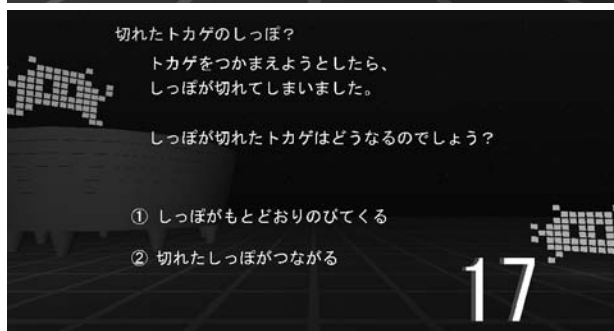 切れたトカゲのしっぽ？
トカゲをつかまえようとしたら、
しっぽが切れてしまいました。
しっぽが切れたトカゲはどうなるのでしょう？
① しっぽがもとどおりのびてくる
② 切れたしっぽがつながる
17